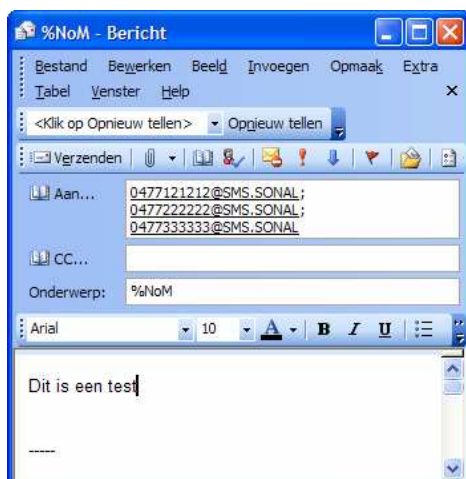 %NoM - Bericht
Bestand Bewerken Beeld Invoegen Opmaak Extra
Tabel Venster Help
<Klik op Opnieuw tellen> Opnieuw tellen
Verzenden
Aan... 0477121212@SMS.SONAL;
0477222222@SMS.SONAL;
0477333333@SMS.SONAL
CC...
Onderwerp: %NoM
Arial 10 A B I U
Dit is een test
-----